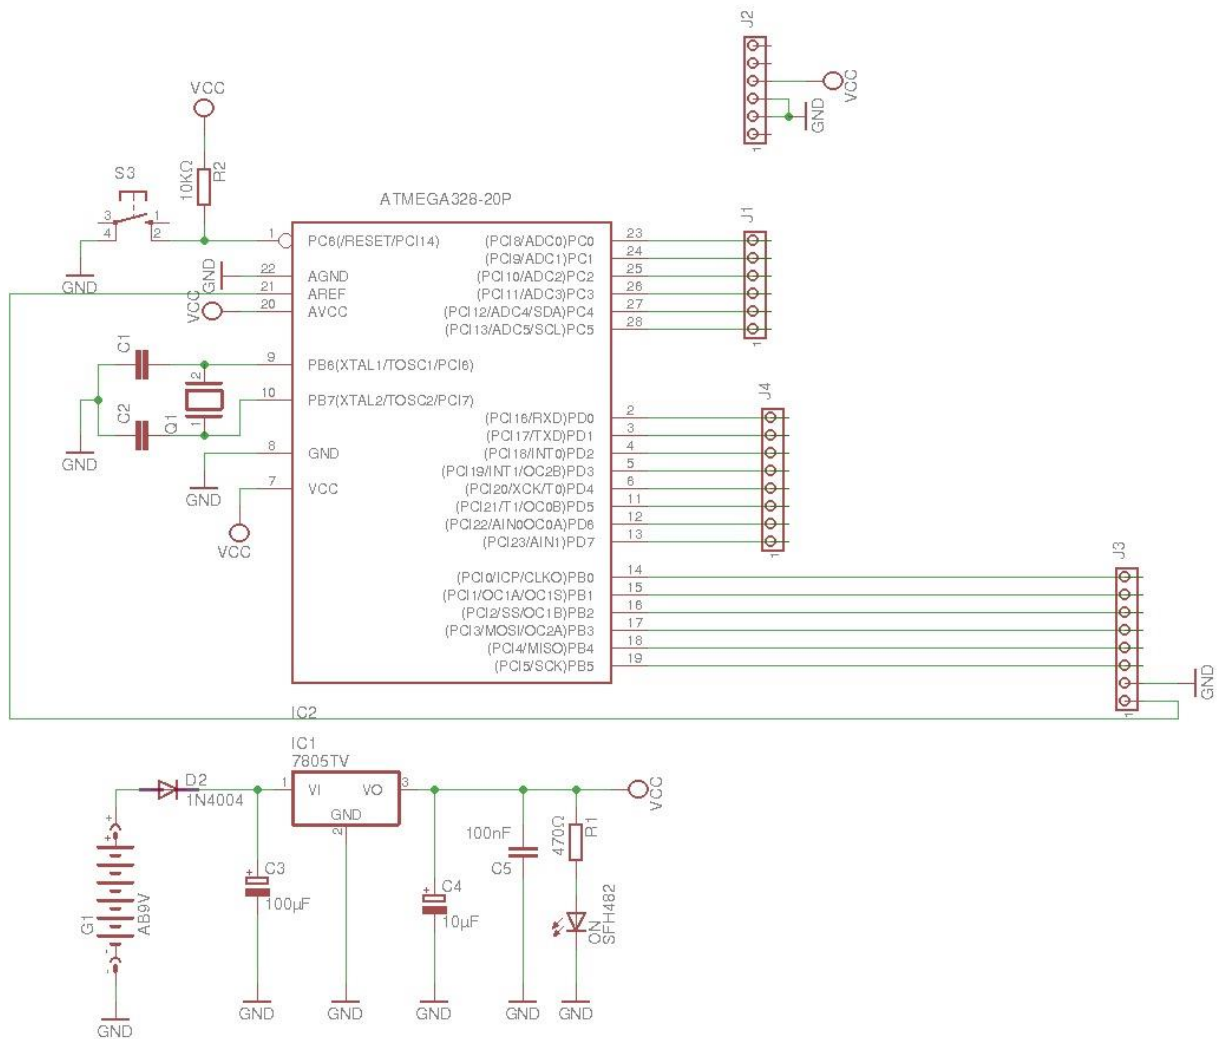 J2
VCC
GND
1
VCC
10KΩ
R2
S3
3
1
4
2
GND
ATMEGA328-20P
1
PC6(/RESET/PCI14)
GND
22
AGND
21
AREF
VCC
20
AVCC
C1
9
PB6(XTAL1/TOSC1/PCI6)
2
C2
1
Q1
10
PB7(XTAL2/TOSC2/PCI7)
GND
8
GND
GND
7
VCC
VCC
(PCI8/ADC0)PC0
23
(PCI9/ADC1)PC1
24
(PCI10/ADC2)PC2
25
(PCI11/ADC3)PC3
26
(PCI12/ADC4/SDA)PC4
27
(PCI13/ADC5/SCL)PC5
28
J1
1
(PCI16/RXD)PD0
2
(PCI17/TXD)PD1
3
(PCI18/INT0)PD2
4
(PCI19/INT1/OC2B)PD3
5
(PCI20/XCK/T0)PD4
6
(PCI21/T1/OC0B)PD5
11
(PCI22/AIN0OC0A)PD6
12
(PCI23/AIN1)PD7
13
J4
1
(PCI0/ICP/CLKO)PB0
14
(PCI1/OC1A/OC1S)PB1
15
(PCI2/SS/OC1B)PB2
16
(PCI3/MOSI/OC2A)PB3
17
(PCI4/MISO)PB4
18
(PCI5/SCK)PB5
19
J3
GND
1
IC2
IC1
7805TV
1
VI
VO
3
GND
2
D2
1N4004
VCC
+
+
G1
AB9V
-
-
GND
+
C3
100µF
GND
GND
+
C4
10µF
GND
100nF
C5
GND
470Ω
R1
ON
SFH482
GND